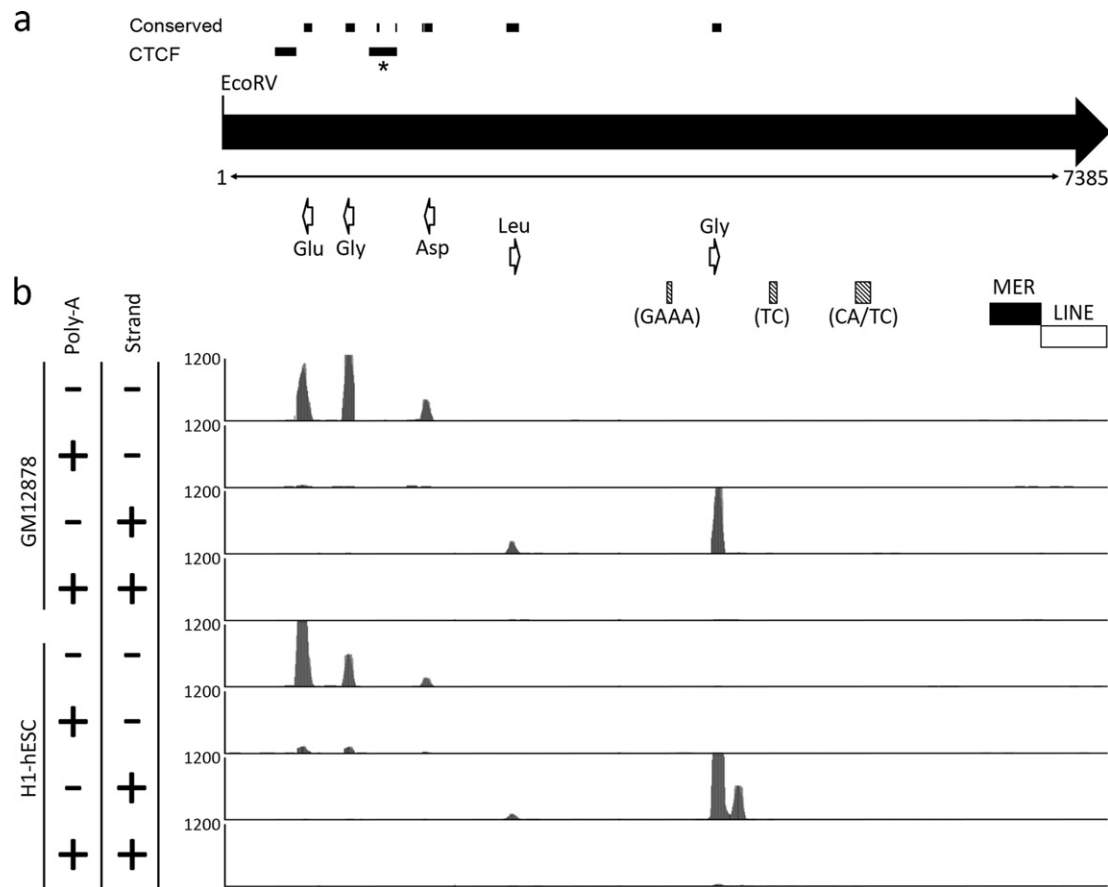 a
Conserved
CTCF
*
EcoRV
1 7385
Glu Gly Asp Leu Gly
(GAAA) (TC) (CA/TC) MER LINE
b
Poly-A Strand
GM12878
- - 1200
+ - 1200
- + 1200
+ + 1200
H1-hESC
- - 1200
+ - 1200
- + 1200
+ + 1200